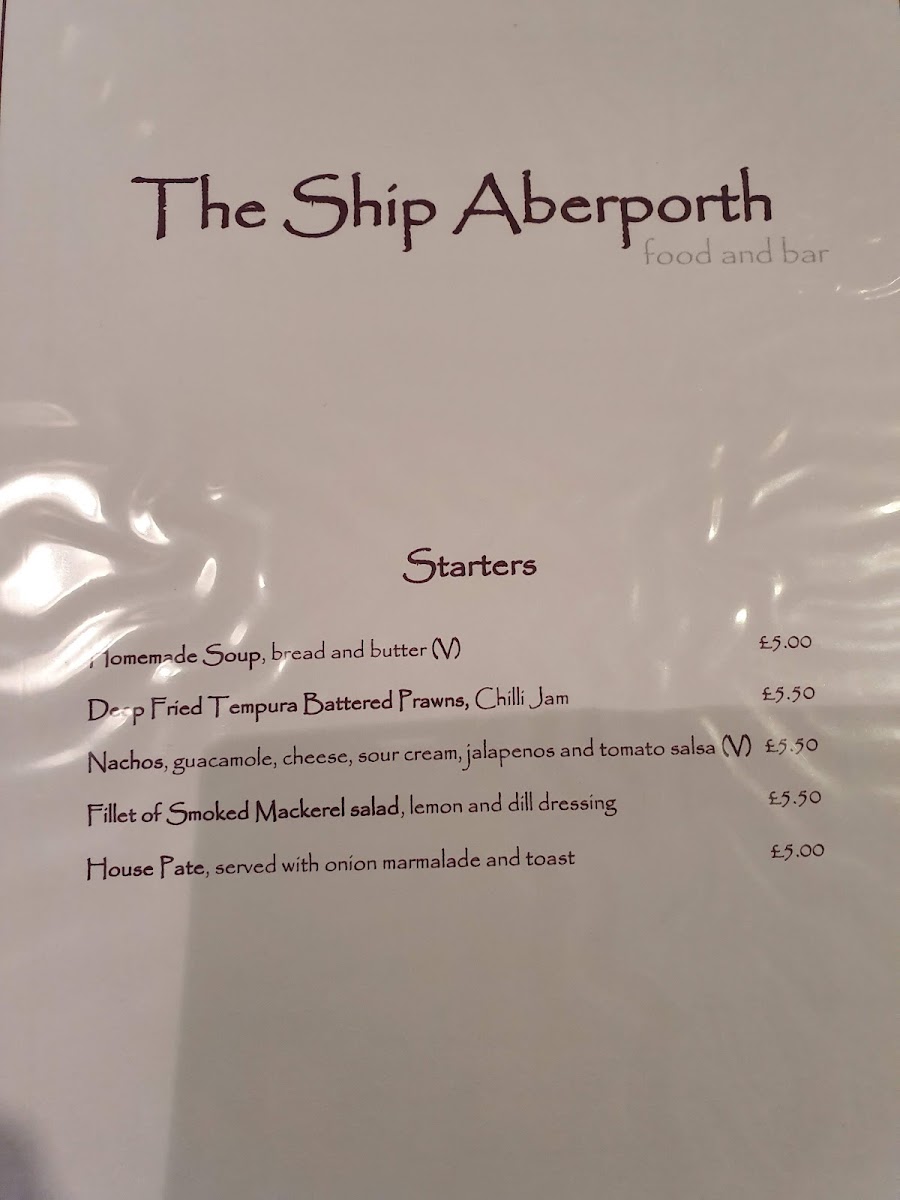 The Ship Aberporth
food and bar
Starters
Homemade Soup, bread and butter (V) £5.00
Deep Fried Tempura Battered Prawns, Chilli Jam £5.50
Nachos, guacamole, cheese, sour cream, jalapenos and tomato salsa (V) £5.50
Fillet of Smoked Mackerel salad, lemon and dill dressing £5.50
House Pate, served with onion marmalade and toast £5.00